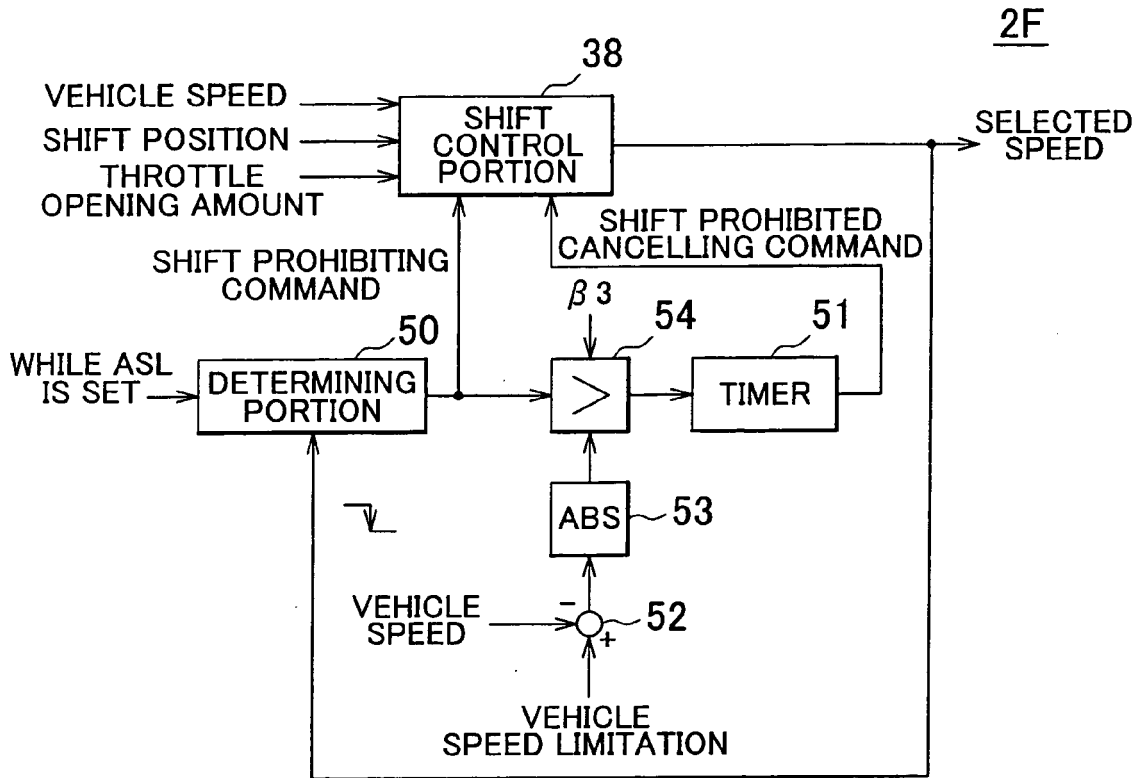 2F
38
VEHICLE SPEED
SHIFT POSITION
THROTTLE
OPENING AMOUNT
SHIFT
CONTROL
PORTION
SELECTED
SPEED
SHIFT PROHIBITING
COMMAND
SHIFT PROHIBITED
CANCELLING COMMAND
β3
50
54
51
WHILE ASL
IS SET
DETERMINING
PORTION
>
TIMER
ABS
53
VEHICLE
SPEED
−
+
52
VEHICLE
SPEED LIMITATION